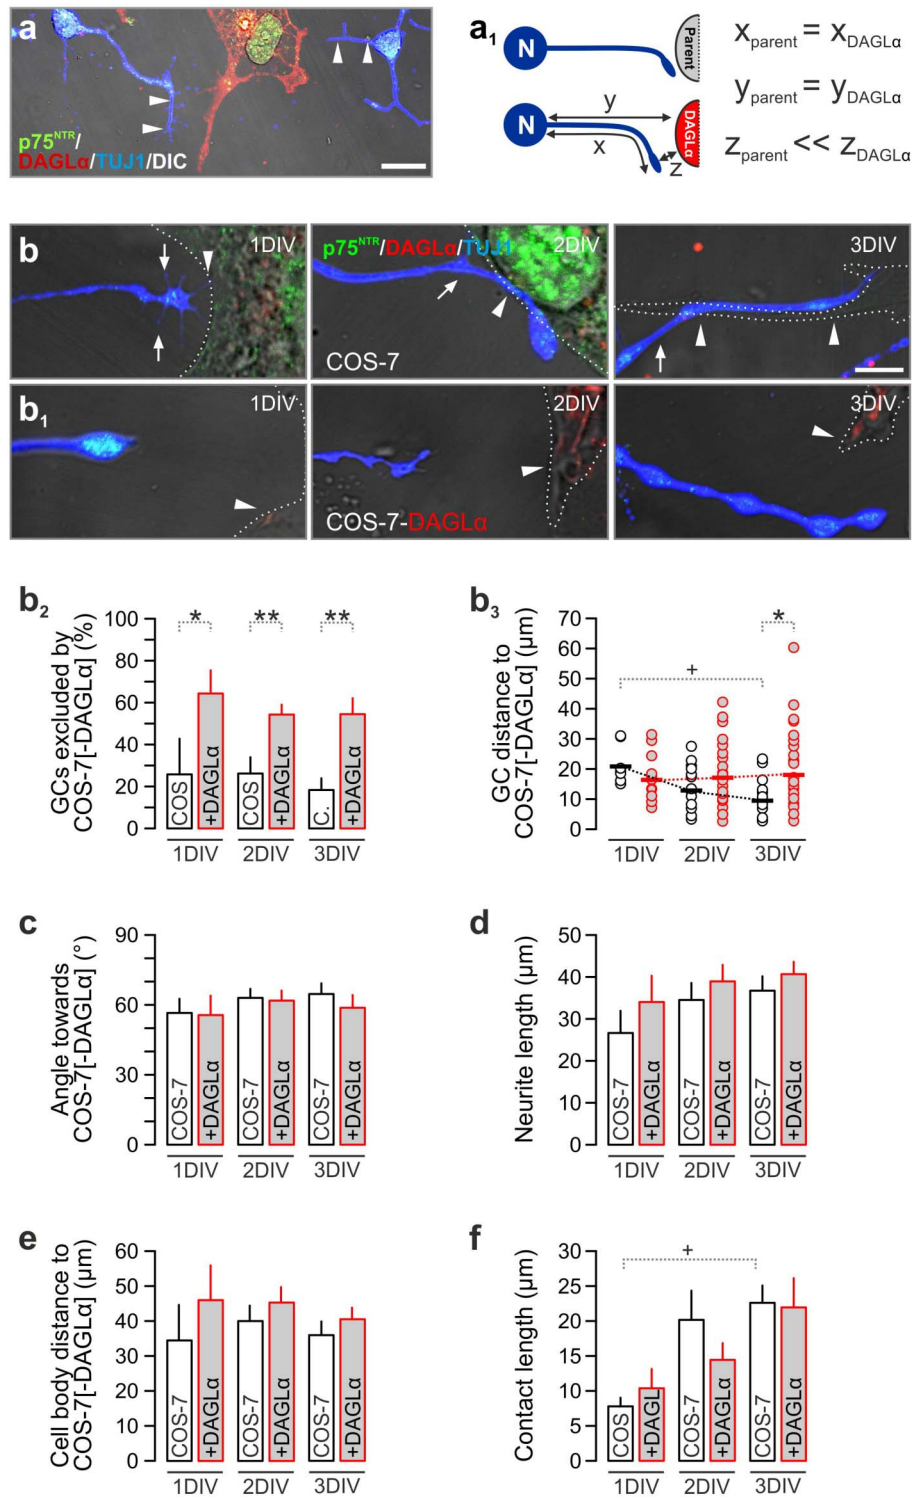 a
p75NTR/
DAGLα/TUJ1/DIC
a1
N
Parent
xparent = xDAGLα
N
y
x
z
DAGLα
yparent = yDAGLα
zparent << zDAGLα
b
1DIV
p75NTR/DAGLα/TUJ1
2DIV
COS-7
3DIV
b1
1DIV
2DIV
COS-7-DAGLα
3DIV
b2
GCs excluded by
COS-7[-DAGLα] (%)
100
80
60
40
20
0
*
**
**
COS
+DAGLα
COS
+DAGLα
C.
+DAGLα
1DIV
2DIV
3DIV
b3
GC distance to
COS-7[-DAGLα] (μm)
70
60
50
40
30
20
10
0
+
*
1DIV
2DIV
3DIV
c
Angle towards
COS-7[-DAGLα] (°)
90
60
30
0
COS-7
+DAGLα
COS-7
+DAGLα
COS-7
+DAGLα
1DIV
2DIV
3DIV
d
Neurite length (μm)
50
40
30
20
10
0
COS-7
+DAGLα
COS-7
+DAGLα
COS-7
+DAGLα
1DIV
2DIV
3DIV
e
Cell body distance to
COS-7[-DAGLα] (μm)
60
50
40
30
20
10
0
COS-7
+DAGLα
COS-7
+DAGLα
COS-7
+DAGLα
1DIV
2DIV
3DIV
f
Contact length (μm)
30
25
20
15
10
5
0
+
COS
+DAGL
COS-7
+DAGLα
COS-7
+DAGLα
1DIV
2DIV
3DIV